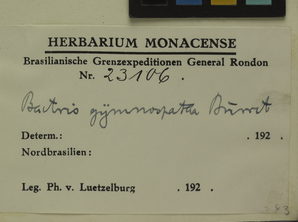 HERBARIUM MONACENSE
Brasilianische Grenzexpeditionen General Rondon
Nr. 23106.
Bactris gymnospatha Burret
Determ.: . 192 .
Nordbrasilien:
Leg. Ph. v. Luetzelburg . 192 .